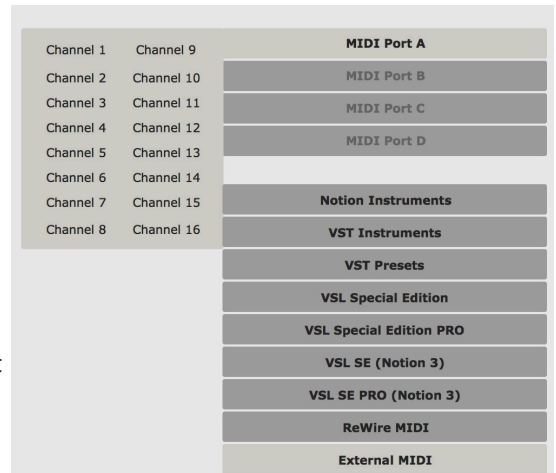 Channel 1 Channel 9
Channel 2 Channel 10
Channel 3 Channel 11
Channel 4 Channel 12
Channel 5 Channel 13
Channel 6 Channel 14
Channel 7 Channel 15
Channel 8 Channel 16
MIDI Port A
MIDI Port B
MIDI Port C
MIDI Port D
Notion Instruments
VST Instruments
VST Presets
VSL Special Edition
VSL Special Edition PRO
VSL SE (Notion 3)
VSL SE PRO (Notion 3)
ReWire MIDI
External MIDI